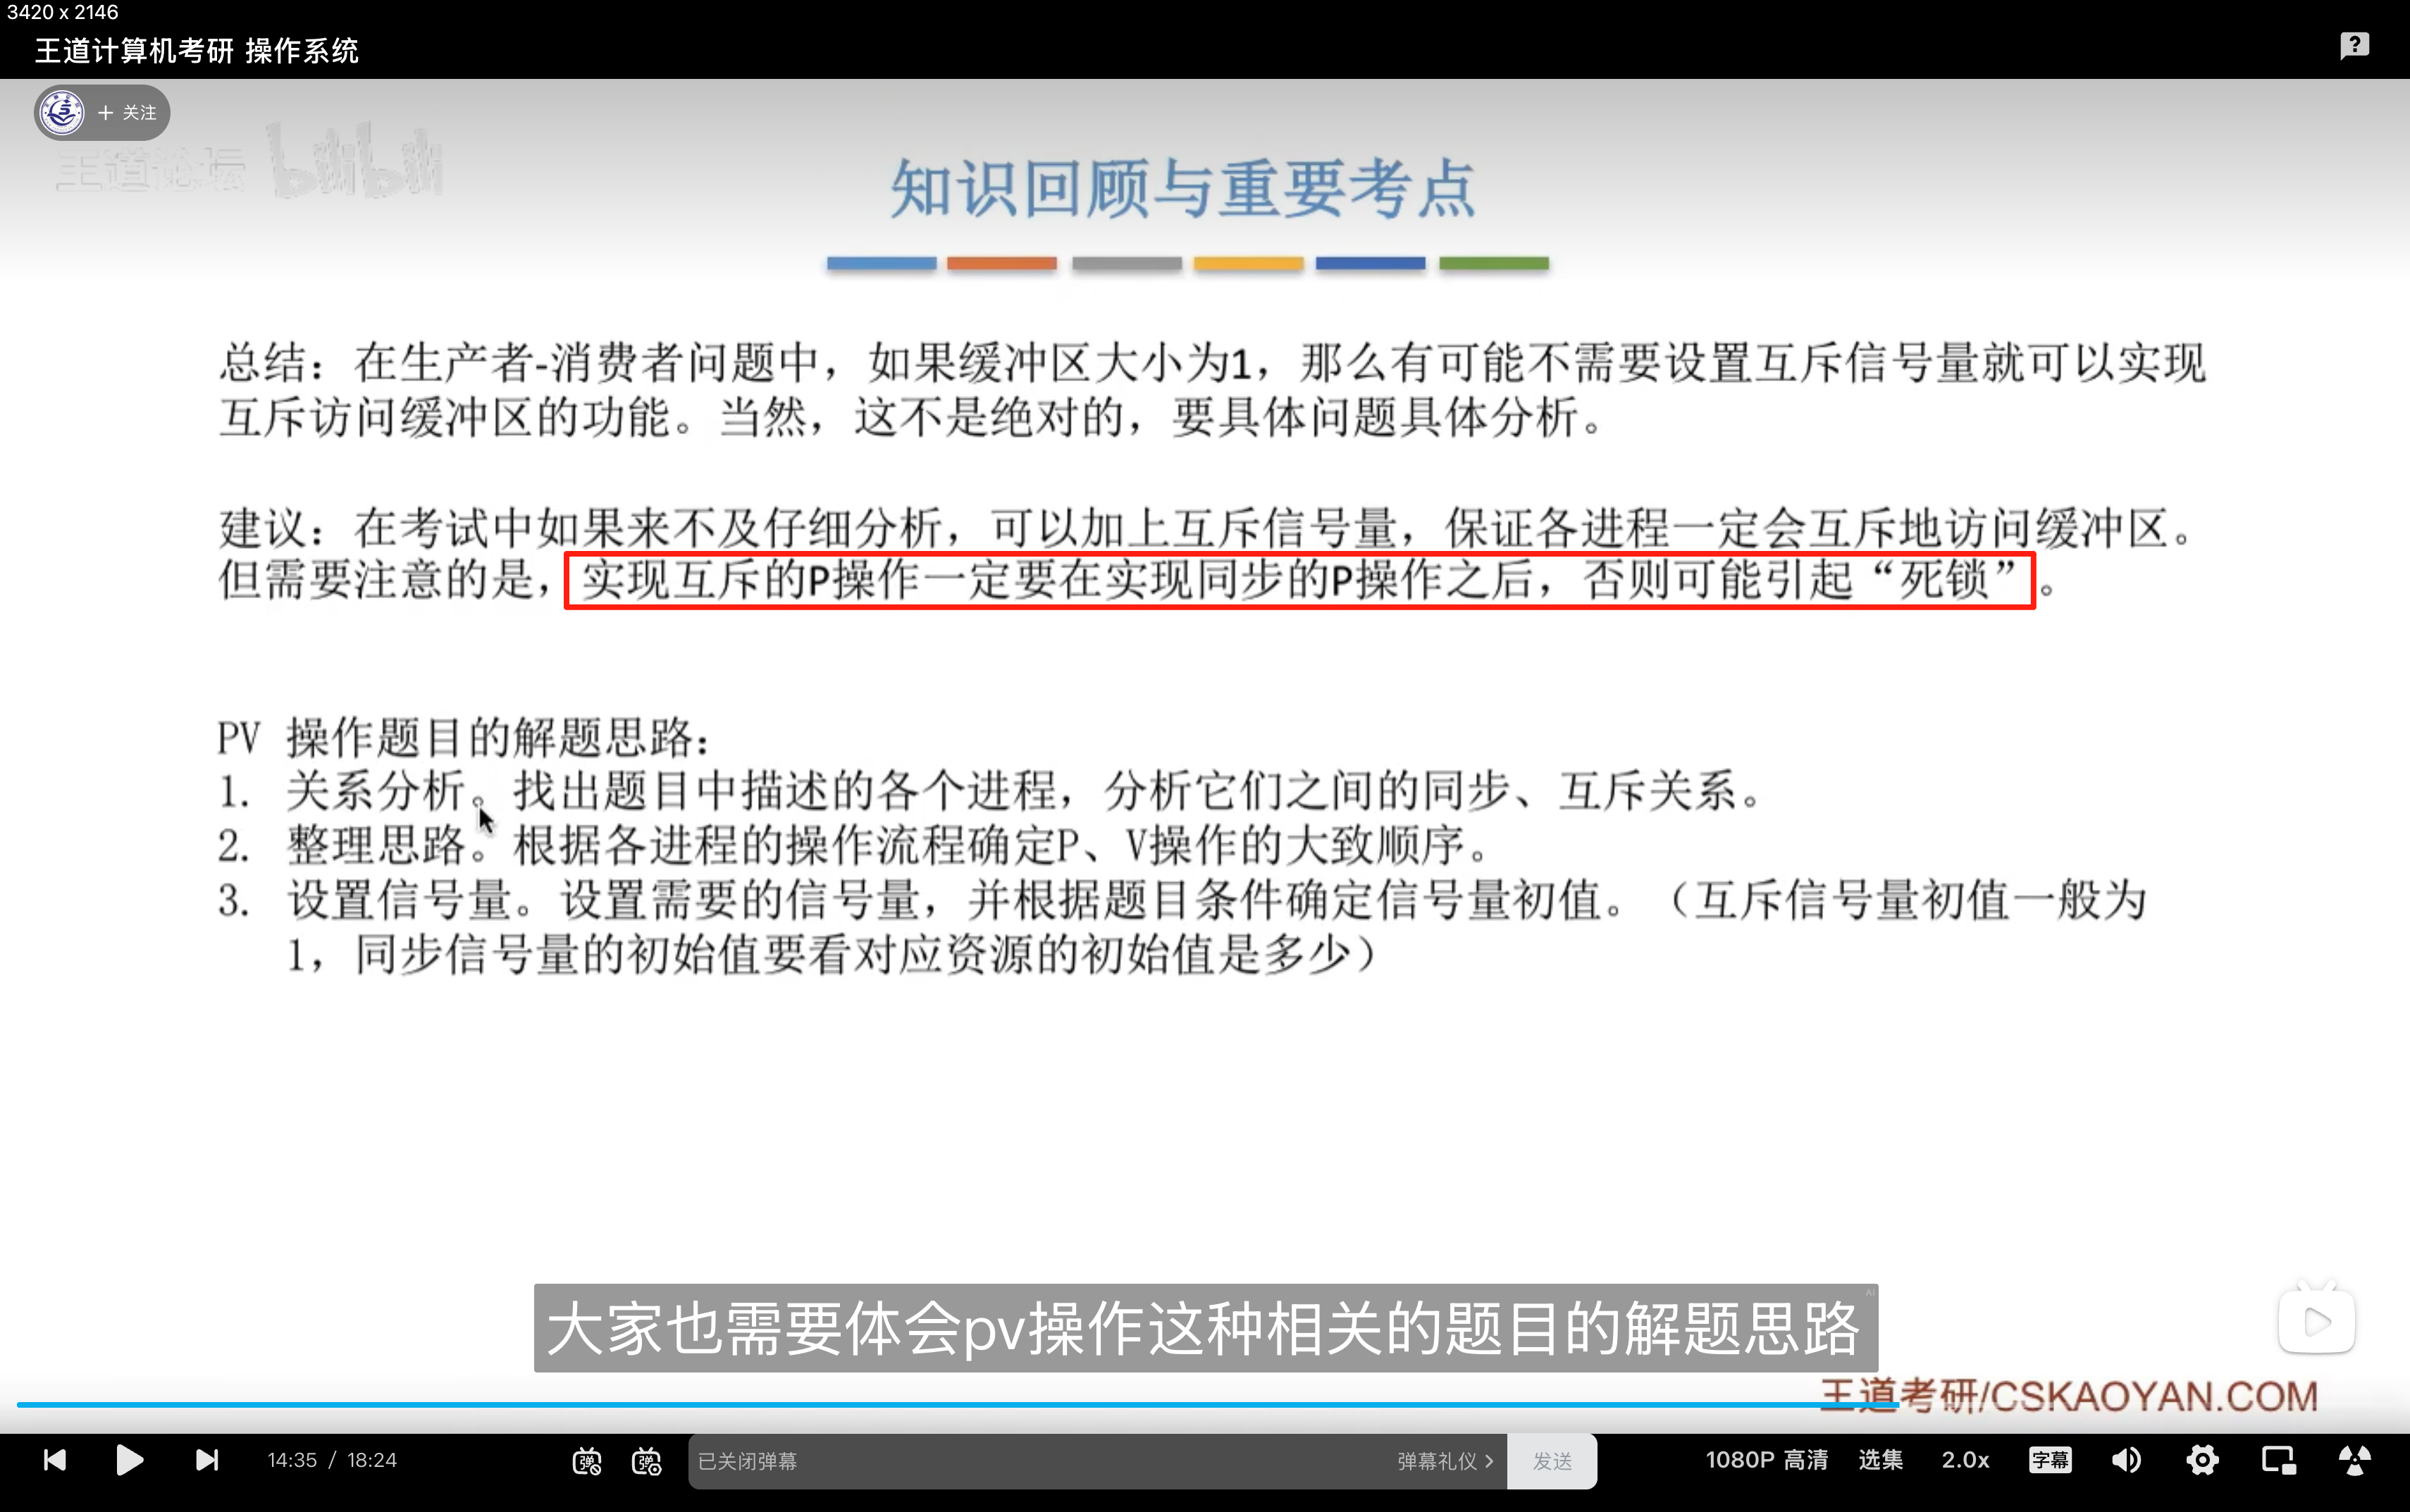 3420 x 2146
王道计算机考研 操作系统
+ 关注
王道论坛 bilibili
知识回顾与重要考点
总结：在生产者-消费者问题中，如果缓冲区大小为1，那么有可能不需要设置互斥信号量就可以实现
互斥访问缓冲区的功能。当然，这不是绝对的，要具体问题具体分析。
建议：在考试中如果来不及仔细分析，可以加上互斥信号量，保证各进程一定会互斥地访问缓冲区。
但需要注意的是，实现互斥的P操作一定要在实现同步的P操作之后，否则可能引起“死锁”。
PV 操作题目的解题思路：
1. 关系分析。找出题目中描述的各个进程，分析它们之间的同步、互斥关系。
2. 整理思路。根据各进程的操作流程确定P、V操作的大致顺序。
3. 设置信号量。设置需要的信号量，并根据题目条件确定信号量初值。（互斥信号量初值一般为
1，同步信号量的初始值要看对应资源的初始值是多少）
AI
大家也需要体会pv操作这种相关的题目的解题思路
王道考研/CSKAOYAN.COM
14:35 / 18:24 弹 弹 已关闭弹幕 弹幕礼仪 > 发送 1080P 高清 选集 2.0x 字幕